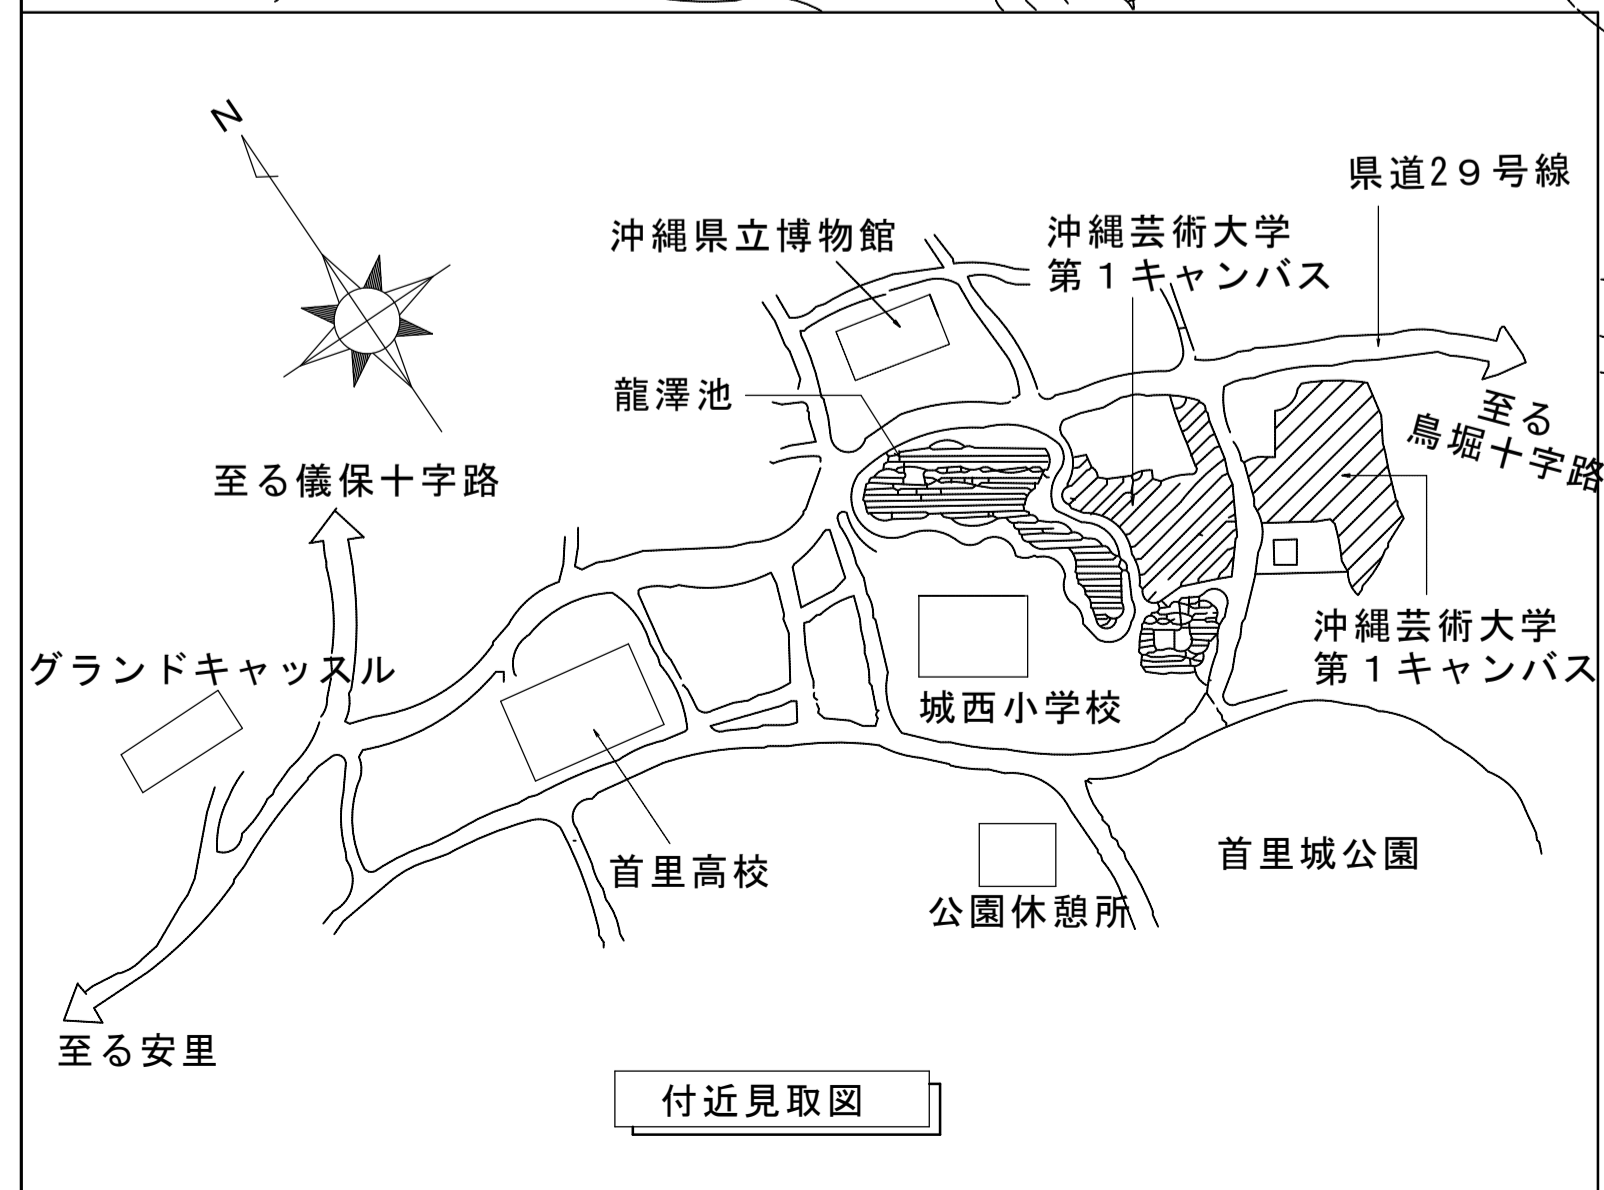 N
県道29号線
沖縄県立博物館
沖縄芸術大学
第1キャンバス
龍澤池
至る
鳥堀十字路
至る儀保十字路
グランドキャッスル
沖縄芸術大学
第1キャンバス
城西小学校
首里高校
首里城公園
公園休憩所
至る安里
付近見取図